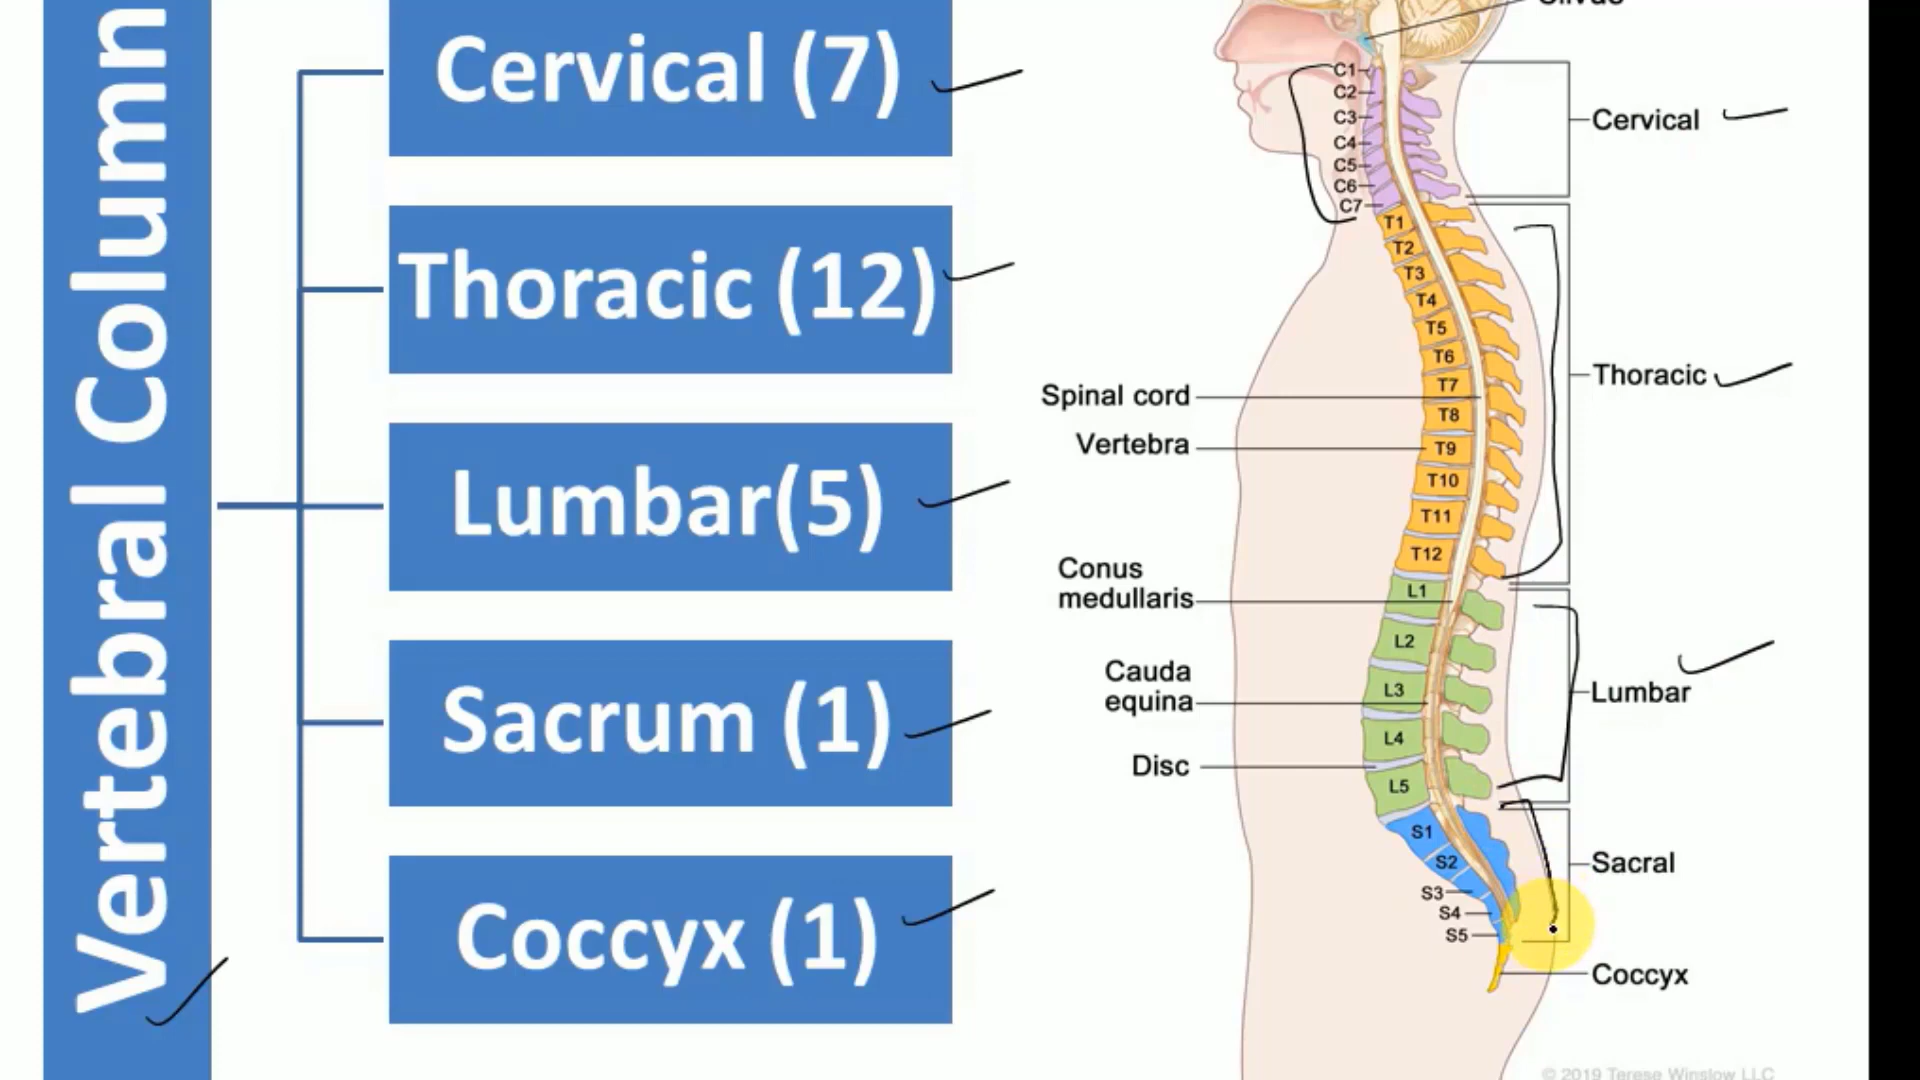 Vertebral Column
Cervical (7)
Thoracic (12)
Lumbar(5)
Sacrum (1)
Coccyx (1)
C1
C2
C3
C4
C5
C6
C7
T1
T2
T3
T4
T5
T6
T7
T8
T9
T10
T11
T12
L1
L2
L3
L4
L5
S1
S2
S3
S4
S5
Spinal cord
Vertebra
Conus
medullaris
Cauda
equina
Disc
Clivus
Cervical
Thoracic
Lumbar
Sacral
Coccyx
© 2019 Terese Winslow LLC